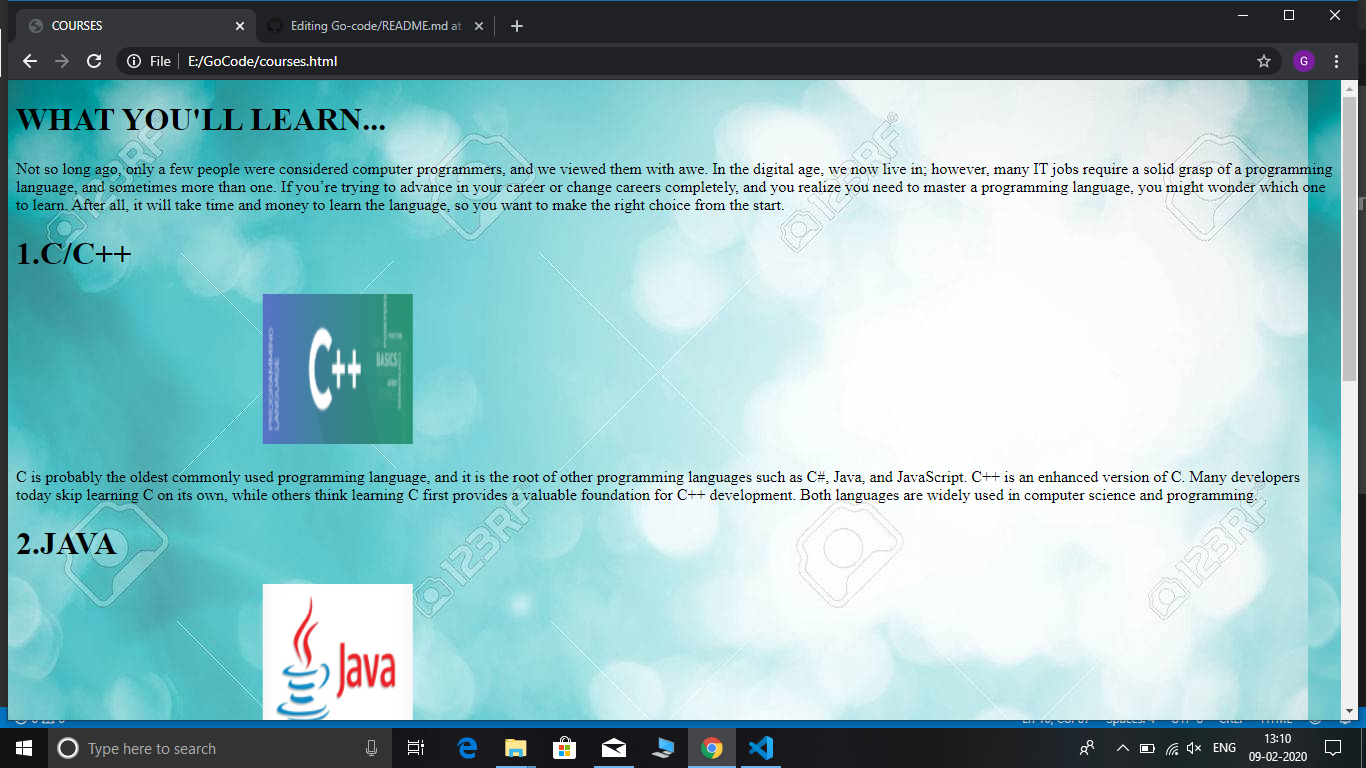 COURSES
Editing Go-code/README.md at
File
E:/GoCode/courses.html
G
WHAT YOU'LL LEARN...
Not so long ago, only a few people were considered computer programmers, and we viewed them with awe. In the digital age, we now live in; however, many IT jobs require a solid grasp of a programming
language, and sometimes more than one. If you’re trying to advance in your career or change careers completely, and you realize you need to master a programming language, you might wonder which one
to learn. After all, it will take time and money to learn the language, so you want to make the right choice from the start.
1.C/C++
PROGRAMMING
LANGUAGE
C++
BASICS
C is probably the oldest commonly used programming language, and it is the root of other programming languages such as C#, Java, and JavaScript. C++ is an enhanced version of C. Many developers
today skip learning C on its own, while others think learning C first provides a valuable foundation for C++ development. Both languages are widely used in computer science and programming.
2.JAVA
Java
123RF
123RF
123RF
123RF
123RF
Type here to search
ENG
13:10
09-02-2020